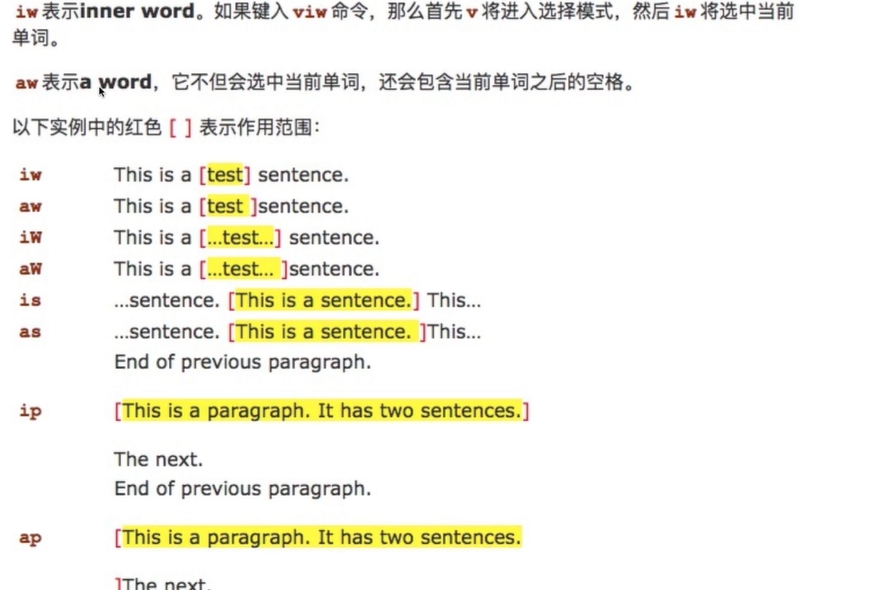 iw 表示inner word。如果键入 viw 命令，那么首先 v 将进入选择模式，然后 iw 将选中当前
单词。
aw 表示a word，它不但会选中当前单词，还会包含当前单词之后的空格。
以下实例中的红色 [ ] 表示作用范围：
iw This is a [test] sentence.
aw This is a [test ]sentence.
iW This is a [...test...] sentence.
aW This is a [...test... ]sentence.
is ...sentence. [This is a sentence.] This...
as ...sentence. [This is a sentence. ]This...
End of previous paragraph.
ip [This is a paragraph. It has two sentences.]
The next.
End of previous paragraph.
ap [This is a paragraph. It has two sentences.
]The next.